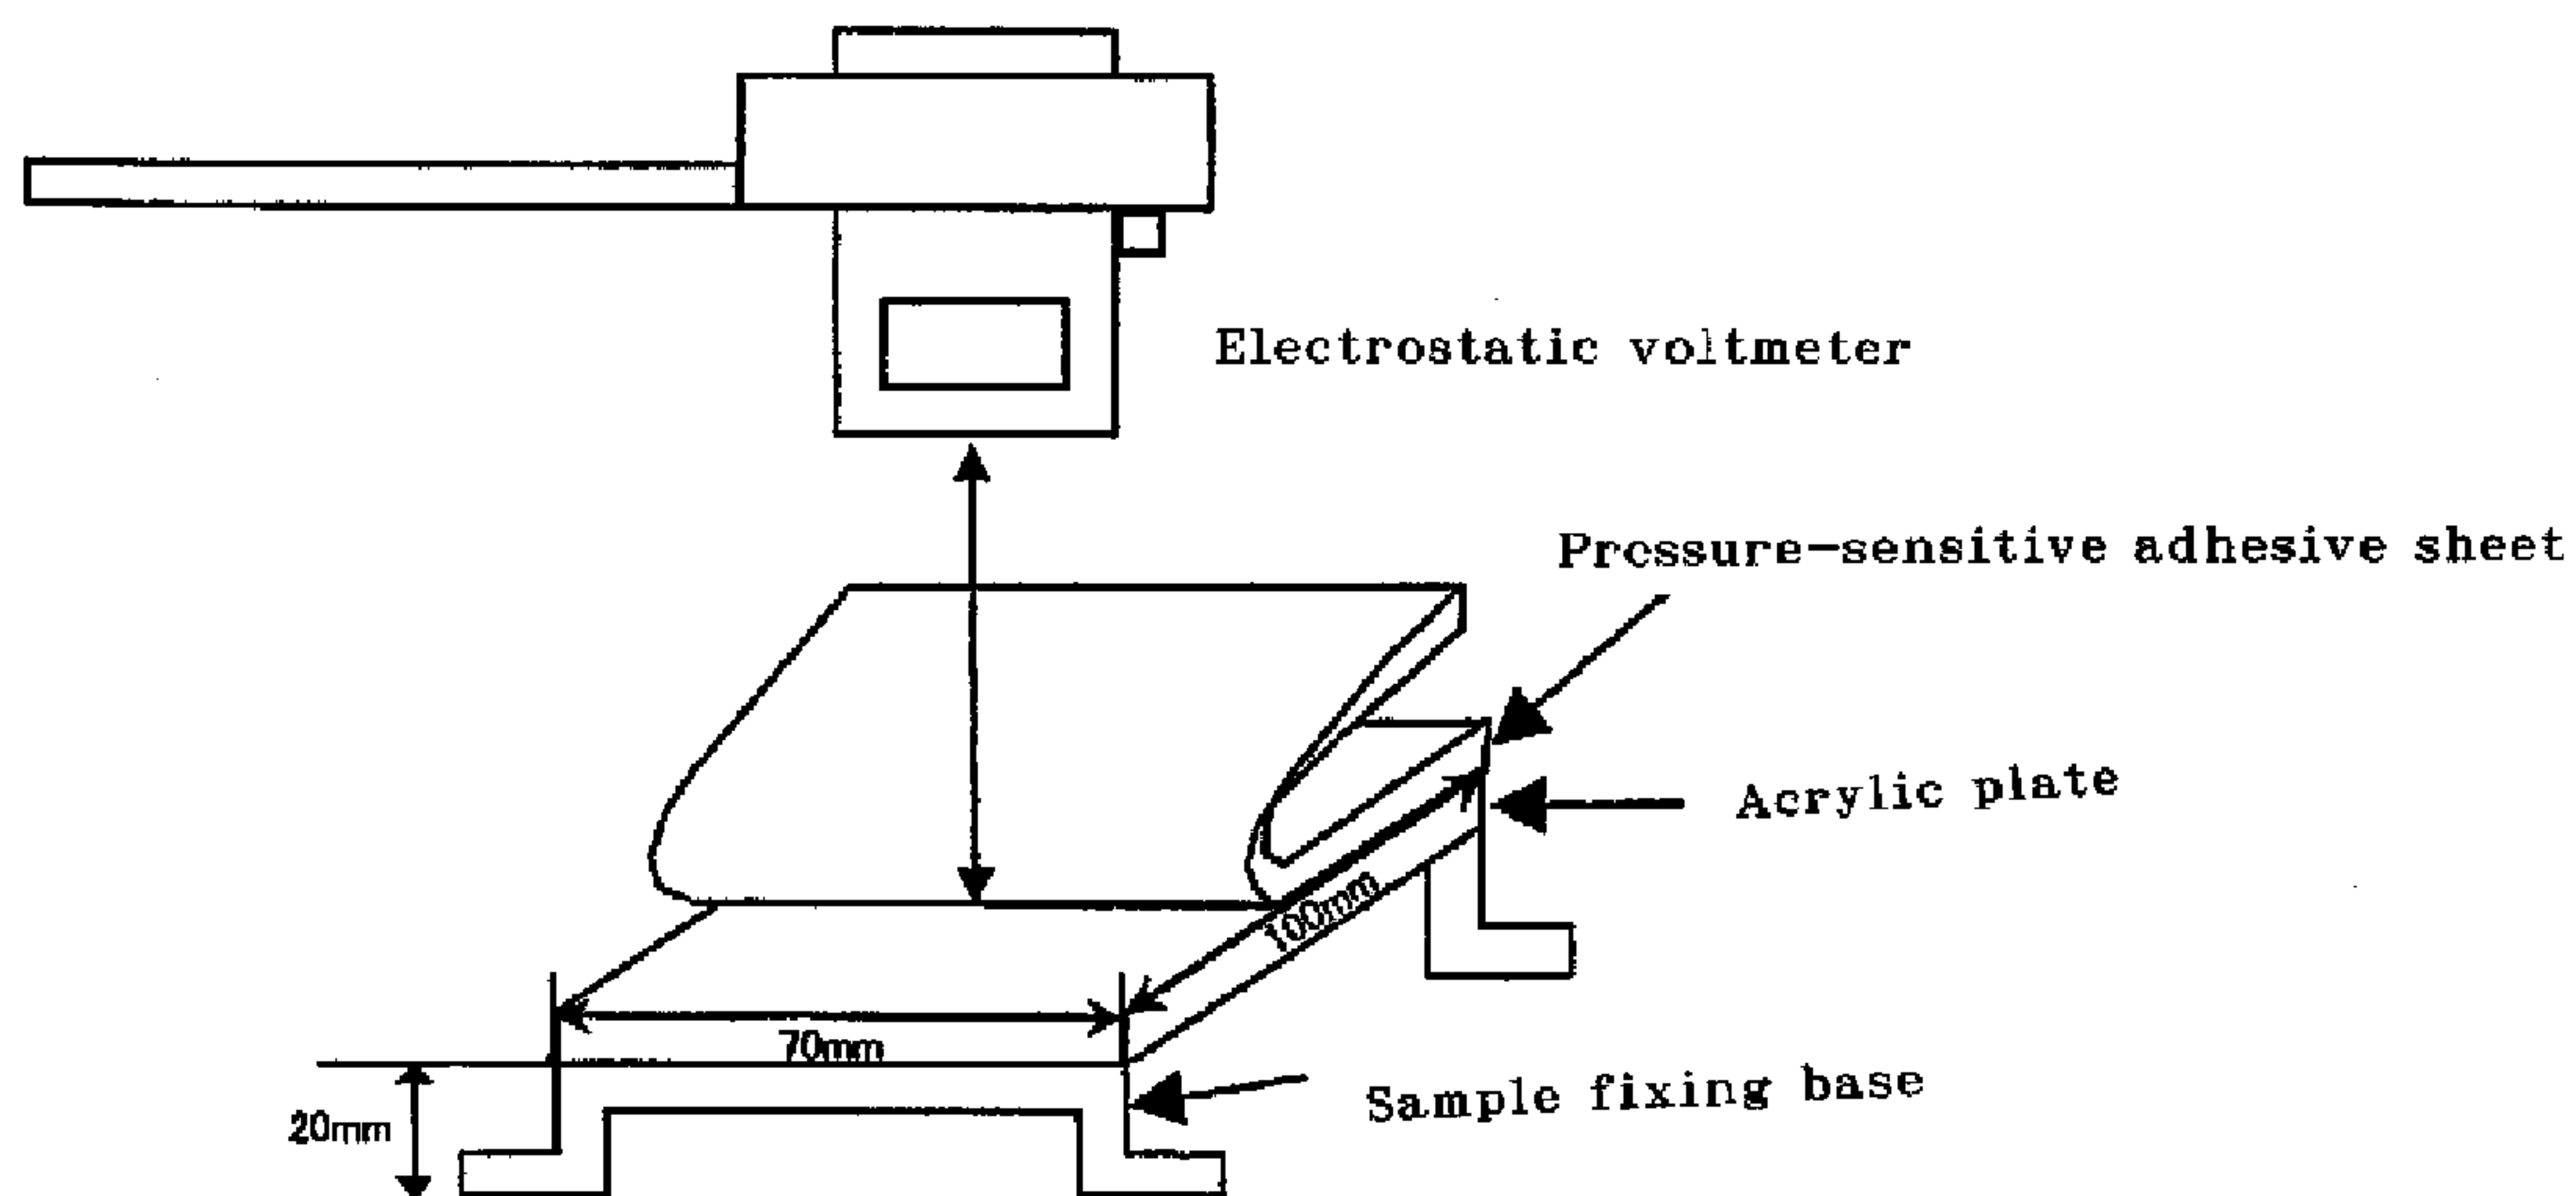 Electrostatic voltmeter
Pressure-sensitive adhesive sheet
Acrylic plate
100mm
70mm
Sample fixing base
20mm